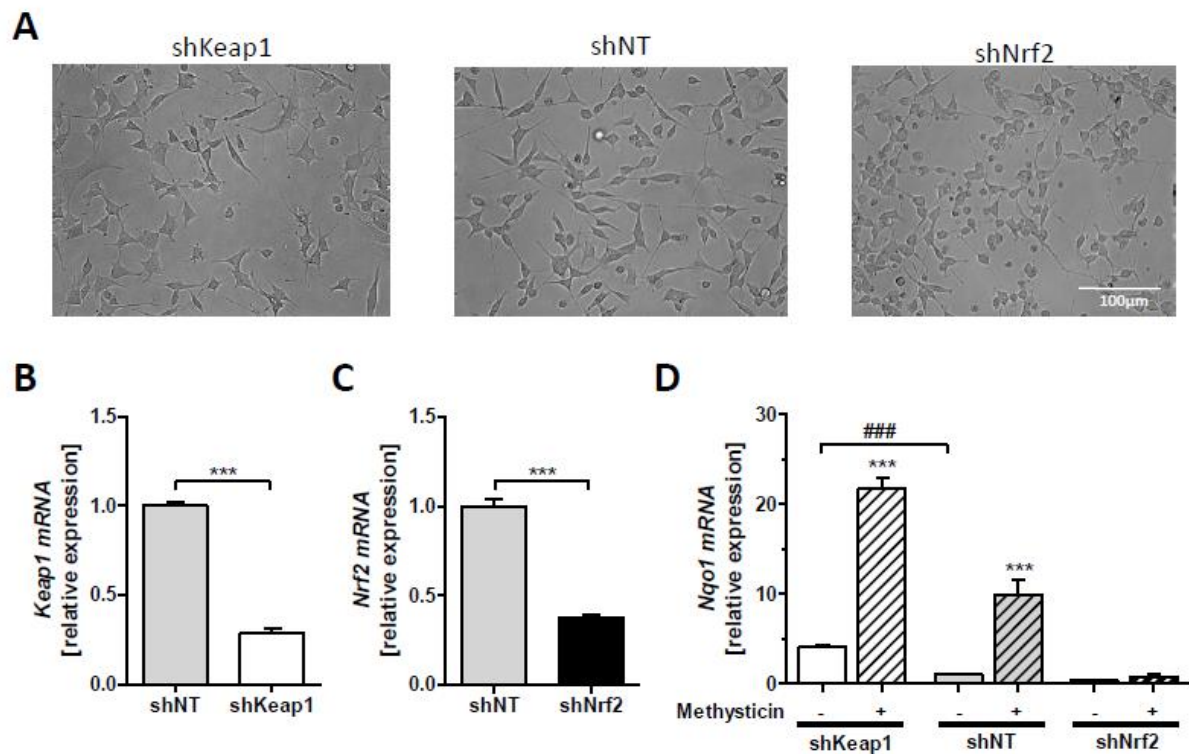 A
shKeap1
shNT
shNrf2
100µm
B
Keap1 mRNA
[relative expression]
1.5
1.0
0.5
0.0
***
shNT shKeap1
C
Nrf2 mRNA
[relative expression]
1.5
1.0
0.5
0.0
***
shNT shNrf2
D
Nqo1 mRNA
[relative expression]
30
20
10
0
###
***
***
Methysticin - + - + - +
shKeap1 shNT shNrf2